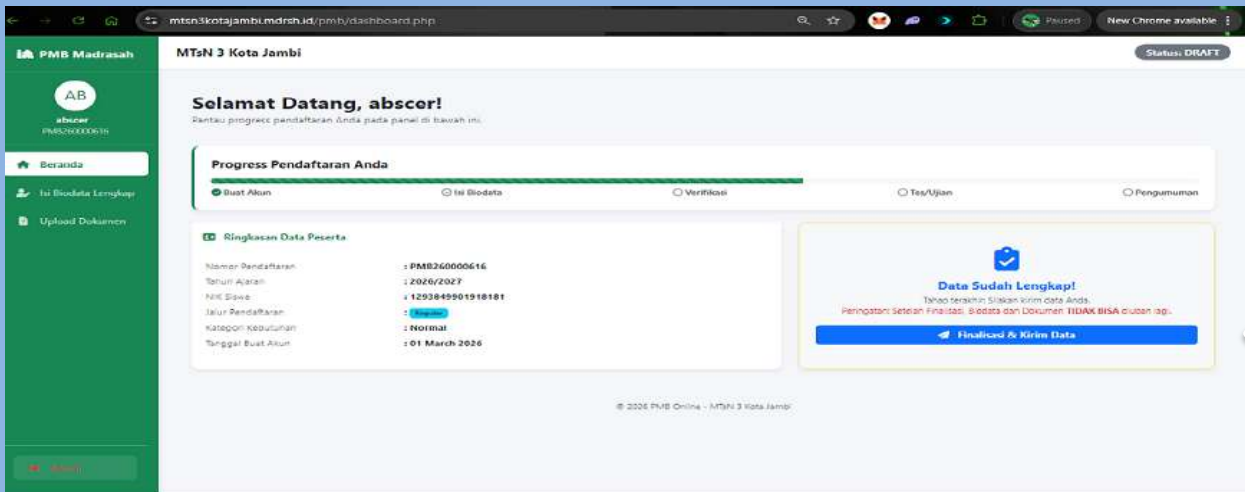 mtsn3kotajambi.mdrsh.id/pmb/dashboard.php
Paused
New Chrome available
PMB Madrasah
MTsN 3 Kota Jambi
Status: DRAFT
AB
abscer
PMB260000616
Selamat Datang, abscer!
Pantau progress pendaftaran Anda pada panel di bawah ini.
Beranda
Isi Biodata Lengkap
Upload Dokumen
Progress Pendaftaran Anda
Buat Akun
Isi Biodata
Verifikasi
Tes/Ujian
Pengumuman
Ringkasan Data Peserta
Nomor Pendaftaran : PMB260000616
Tahun Ajaran : 2026/2027
NIK Siswa : 1293849901918181
Jalur Pendaftaran : Reguler
Kategori Kebutuhan : Normal
Tanggal Buat Akun : 01 March 2026
Data Sudah Lengkap!
Tahap terakhir: Silakan kirim data Anda.
Peringatan: Setelah Finalisasi, Biodata dan Dokumen TIDAK BISA diubah lagi.
Finalisasi & Kirim Data
© 2026 PMB Online - MTsN 3 Kota Jambi